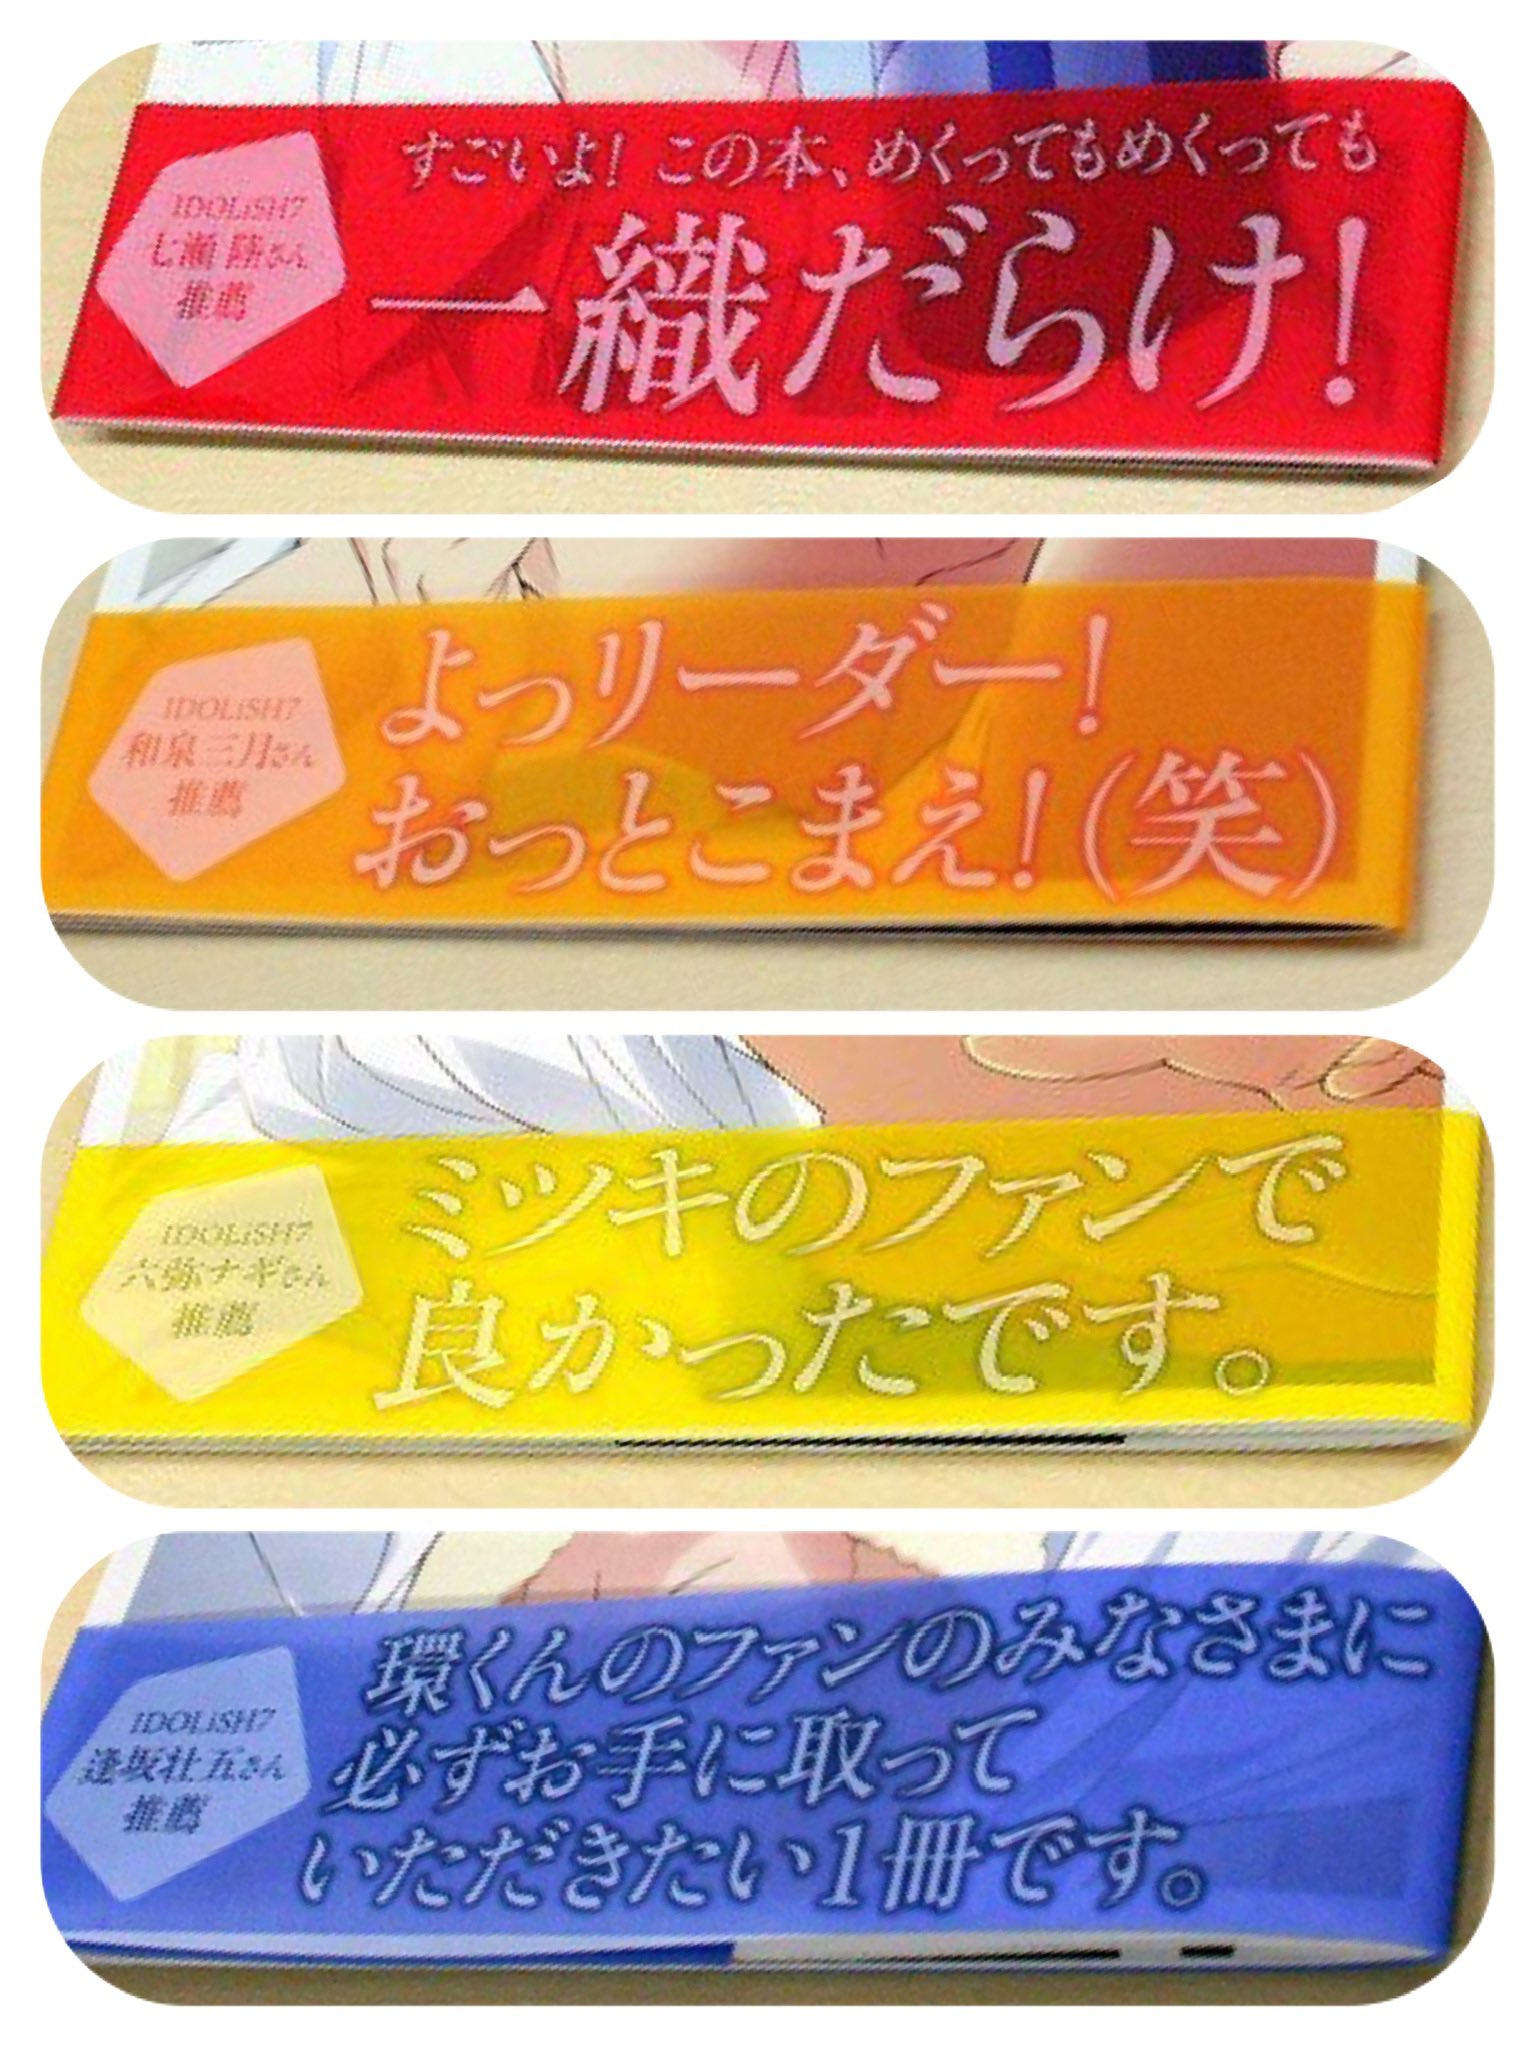 IDOLiSH7
七瀬 陸さん
推薦
すごいよ! この本、めくってもめくっても
一織だらけ!
IDOLiSH7
和泉三月さん
推薦
よっリーダー!
おっとこまえ!(笑)
IDOLiSH7
六弥ナギさん
推薦
ミツキのファンで
良かったです。
IDOLiSH7
逢坂壮五さん
推薦
環くんのファンのみなさまに
必ずお手に取って
いただきたい1冊です。